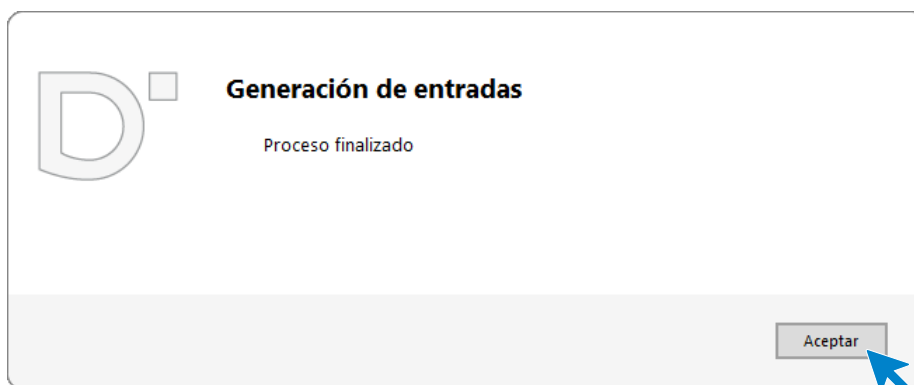 Generación de entradas
Proceso finalizado
Aceptar